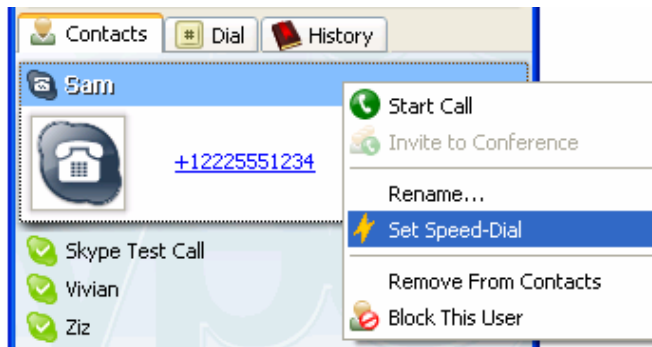 Contacts
# Dial
History
Sam
+12225551234
Skype Test Call
Vivian
Ziz
Start Call
Invite to Conference
Rename...
Set Speed-Dial
Remove From Contacts
Block This User